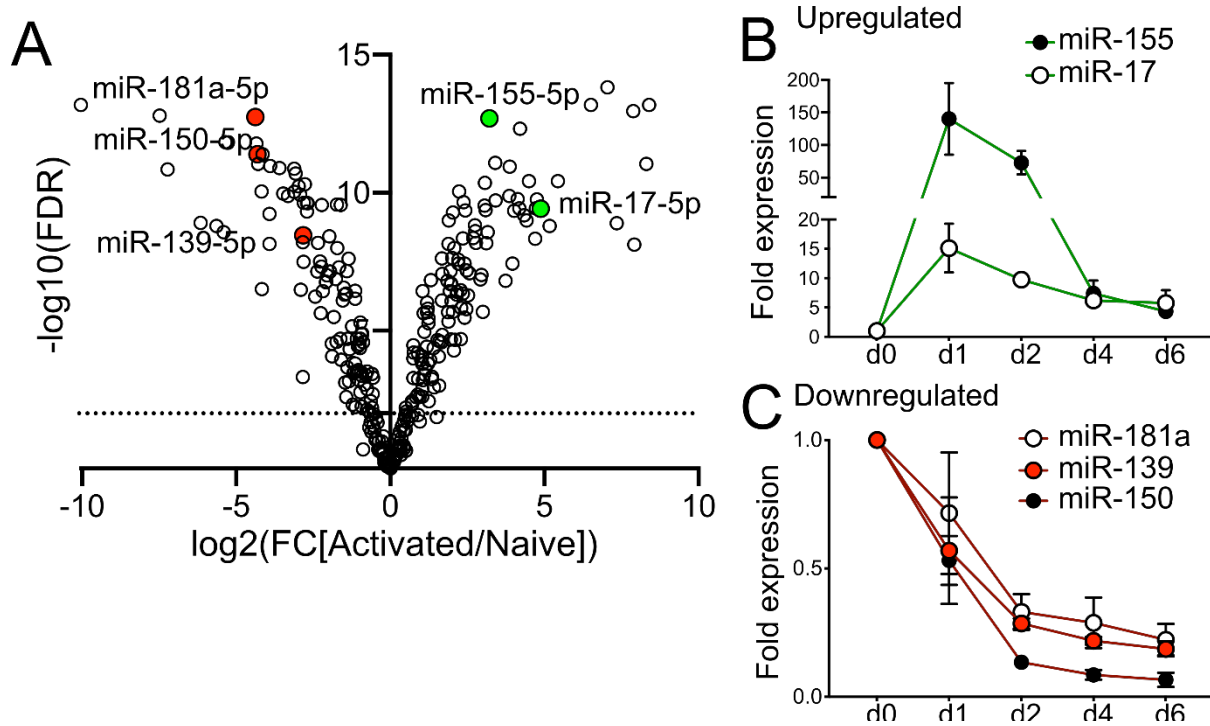 A
15
miR-181a-5p
miR-155-5p
miR-150-5p
10
miR-17-5p
miR-139-5p
-log10(FDR)
-10
-5
0
5
10
log2(FC[Activated/Naive])
B Upregulated
miR-155
miR-17
200
150
100
50
20
15
10
5
0
Fold expression
d0 d1 d2 d4 d6
C Downregulated
miR-181a
miR-139
miR-150
1.0
0.5
0.0
Fold expression
d0 d1 d2 d4 d6